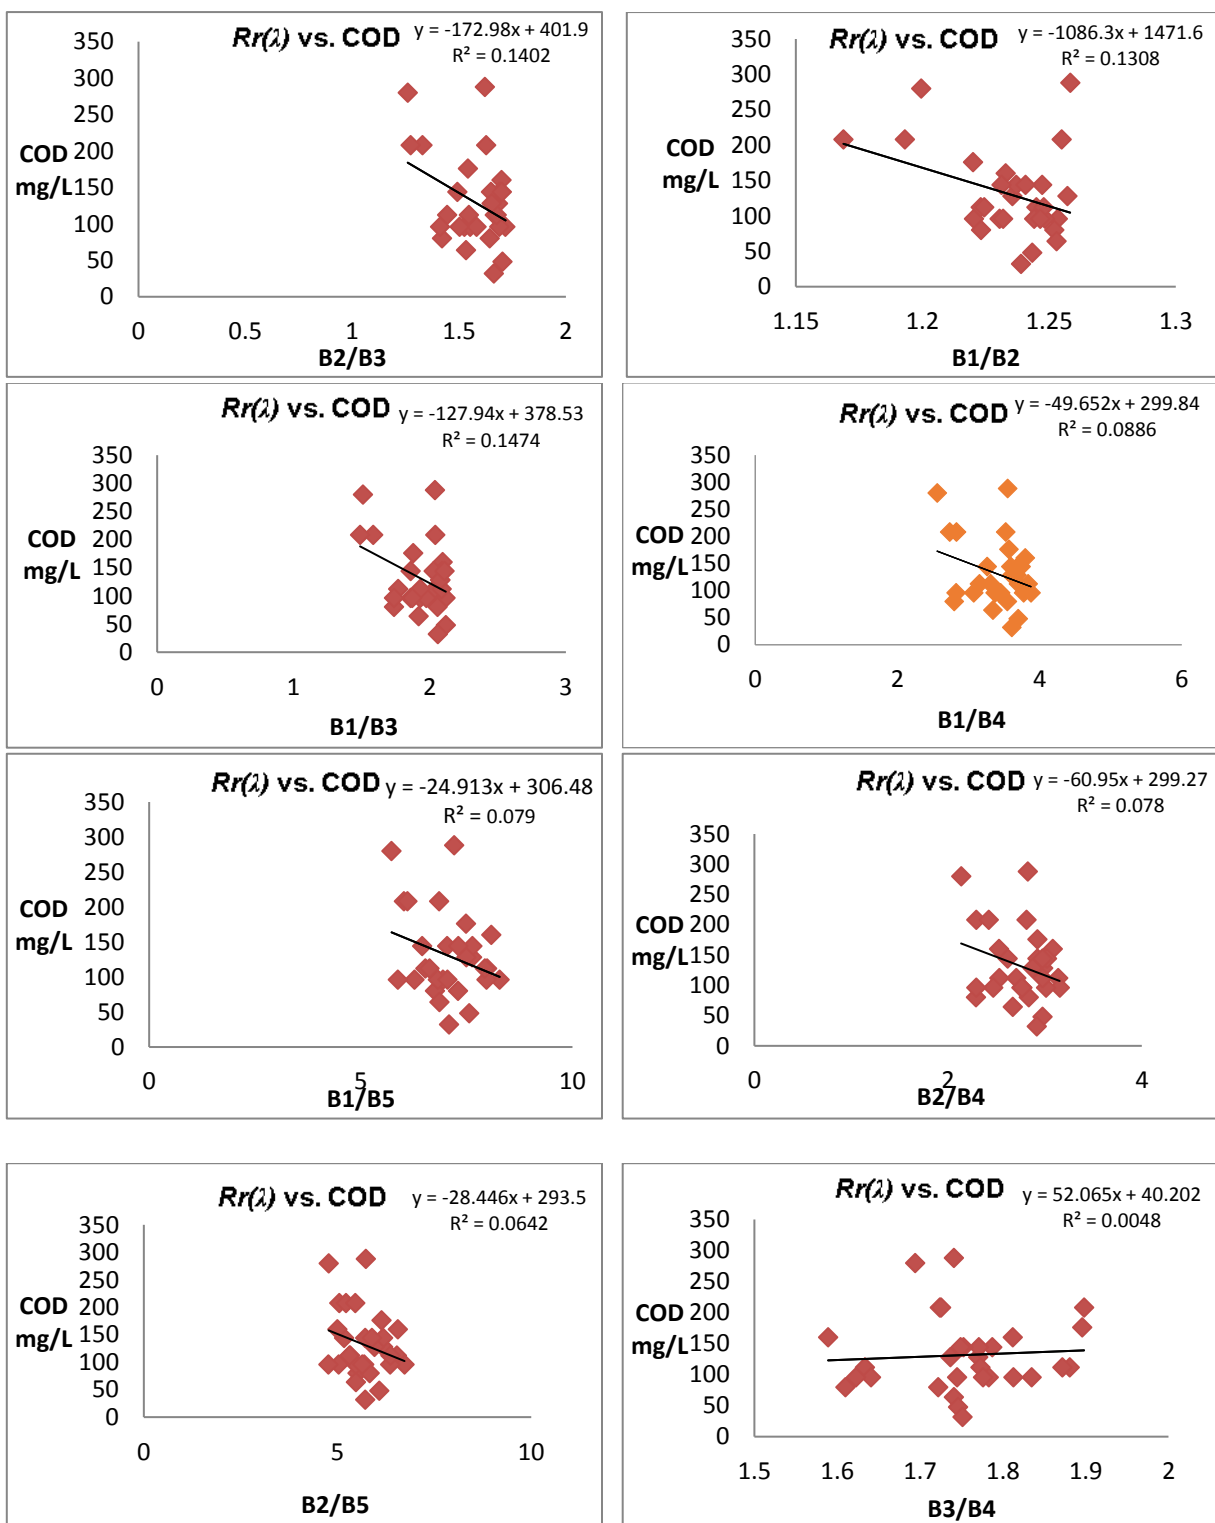 Rr(λ) vs. COD
y = -172.98x + 401.9
R² = 0.1402
350
300
250
200
150
100
50
0
COD
mg/L
0 0.5 1 1.5 2
B2/B3
Rr(λ) vs. COD
y = -1086.3x + 1471.6
R² = 0.1308
350
300
250
200
150
100
50
0
COD
mg/L
1.15 1.2 1.25 1.3
B1/B2
Rr(λ) vs. COD
y = -127.94x + 378.53
R² = 0.1474
350
300
250
200
150
100
50
0
COD
mg/L
0 1 2 3
B1/B3
Rr(λ) vs. COD
y = -49.652x + 299.84
R² = 0.0886
350
300
250
200
150
100
50
0
COD
mg/L
0 2 4 6
B1/B4
Rr(λ) vs. COD
y = -24.913x + 306.48
R² = 0.079
350
300
250
200
150
100
50
0
COD
mg/L
0 5 10
B1/B5
Rr(λ) vs. COD
y = -60.95x + 299.27
R² = 0.078
350
300
250
200
150
100
50
0
COD
mg/L
0 2 4
B2/B4
Rr(λ) vs. COD
y = -28.446x + 293.5
R² = 0.0642
350
300
250
200
150
100
50
0
COD
mg/L
0 5 10
B2/B5
Rr(λ) vs. COD
y = 52.065x + 40.202
R² = 0.0048
350
300
250
200
150
100
50
0
COD
mg/L
1.5 1.6 1.7 1.8 1.9 2
B3/B4